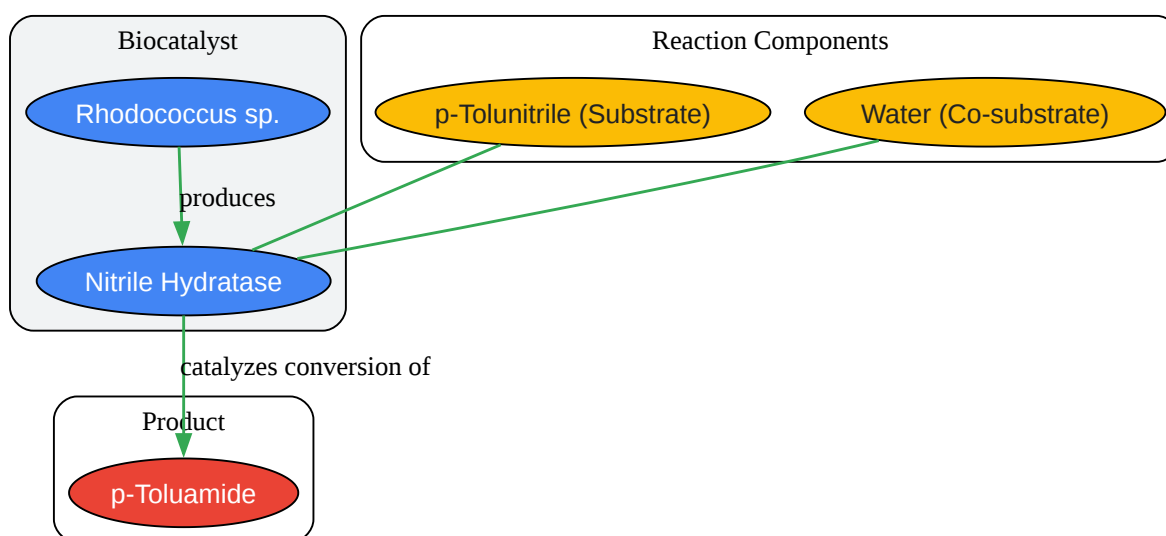 Biocatalyst
Reaction Components
Rhodococcus sp.
p-Tolunitrile (Substrate)
Water (Co-substrate)
produces
Nitrile Hydratase
catalyzes conversion of
Product
p-Toluamide